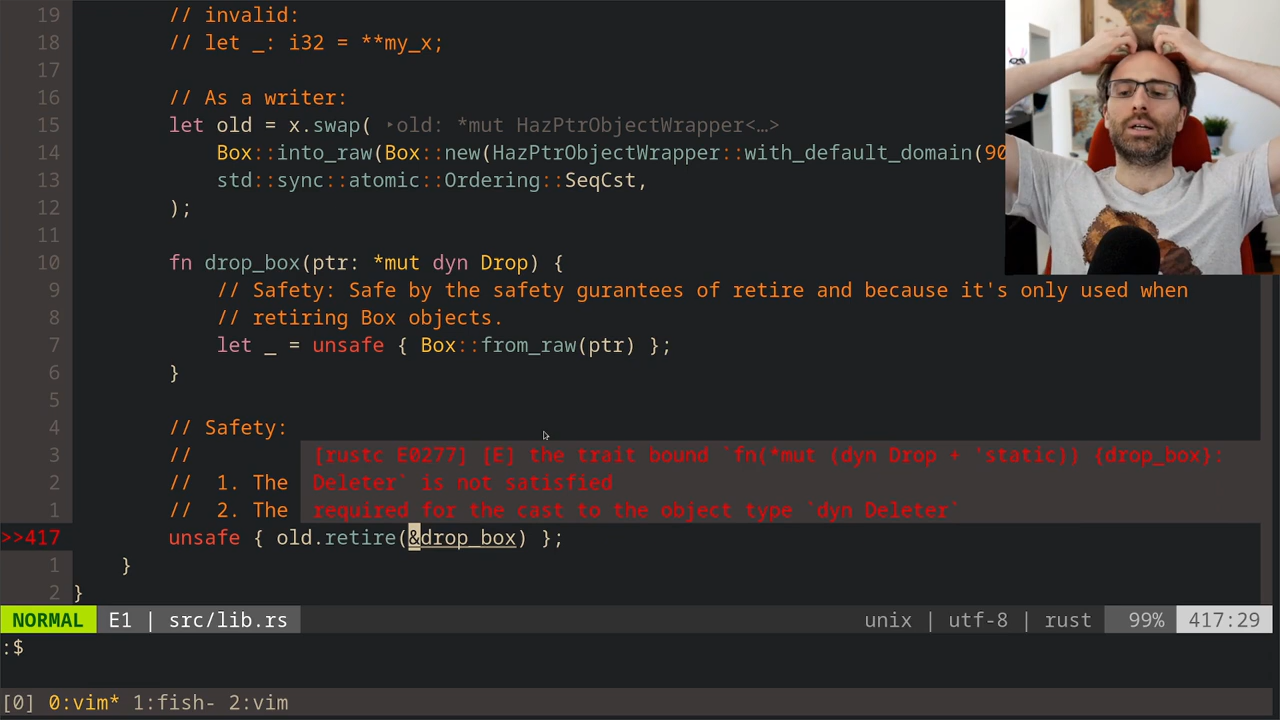 19 // invalid:
18 // let _: i32 = **my_x;
17
16 // As a writer:
15 let old = x.swap( ‣old: *mut HazPtrObjectWrapper<…>
14 Box::into_raw(Box::new(HazPtrObjectWrapper::with_default_domain(90
13 std::sync::atomic::Ordering::SeqCst,
12 );
11
10 fn drop_box(ptr: *mut dyn Drop) {
9 // Safety: Safe by the safety gurantees of retire and because it's only used when
8 // retiring Box objects.
7 let _ = unsafe { Box::from_raw(ptr) };
6 }
5
4 // Safety:
3 // [rustc E0277] [E] the trait bound `fn(*mut (dyn Drop + 'static)) {drop_box}:
2 // 1. The Deleter` is not satisfied
1 // 2. The required for the cast to the object type `dyn Deleter`
>>417 unsafe { old.retire(&drop_box) };
1 }
2 }
NORMAL E1 | src/lib.rs unix | utf-8 | rust 99% 417:29
:$
[0] 0:vim* 1:fish- 2:vim